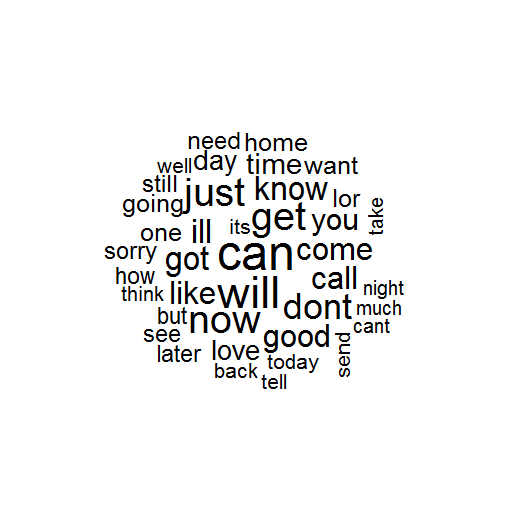 need home
well day time want
still just know lor
going its get you take
one ill
sorry got can come
how call
think like will dont night
but now much
see good cant
later love today send
back tell